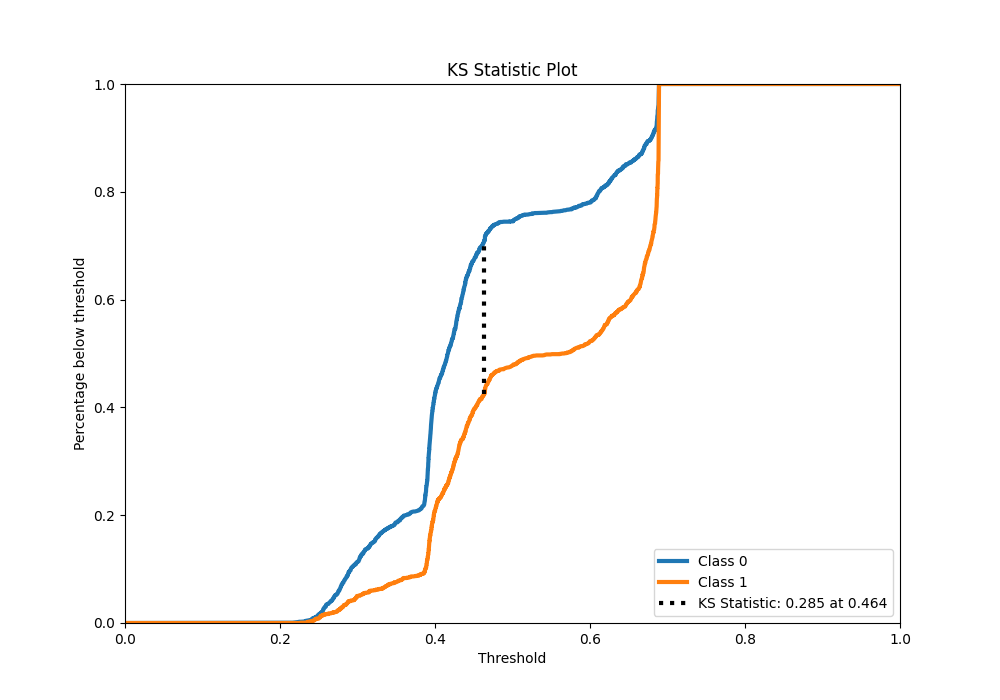 KS Statistic Plot
1.0
0.8
0.6
0.4
0.2
0.0
Percentage below threshold
0.0 0.2 0.4 0.6 0.8 1.0
Threshold
Class 0
Class 1
KS Statistic: 0.285 at 0.464